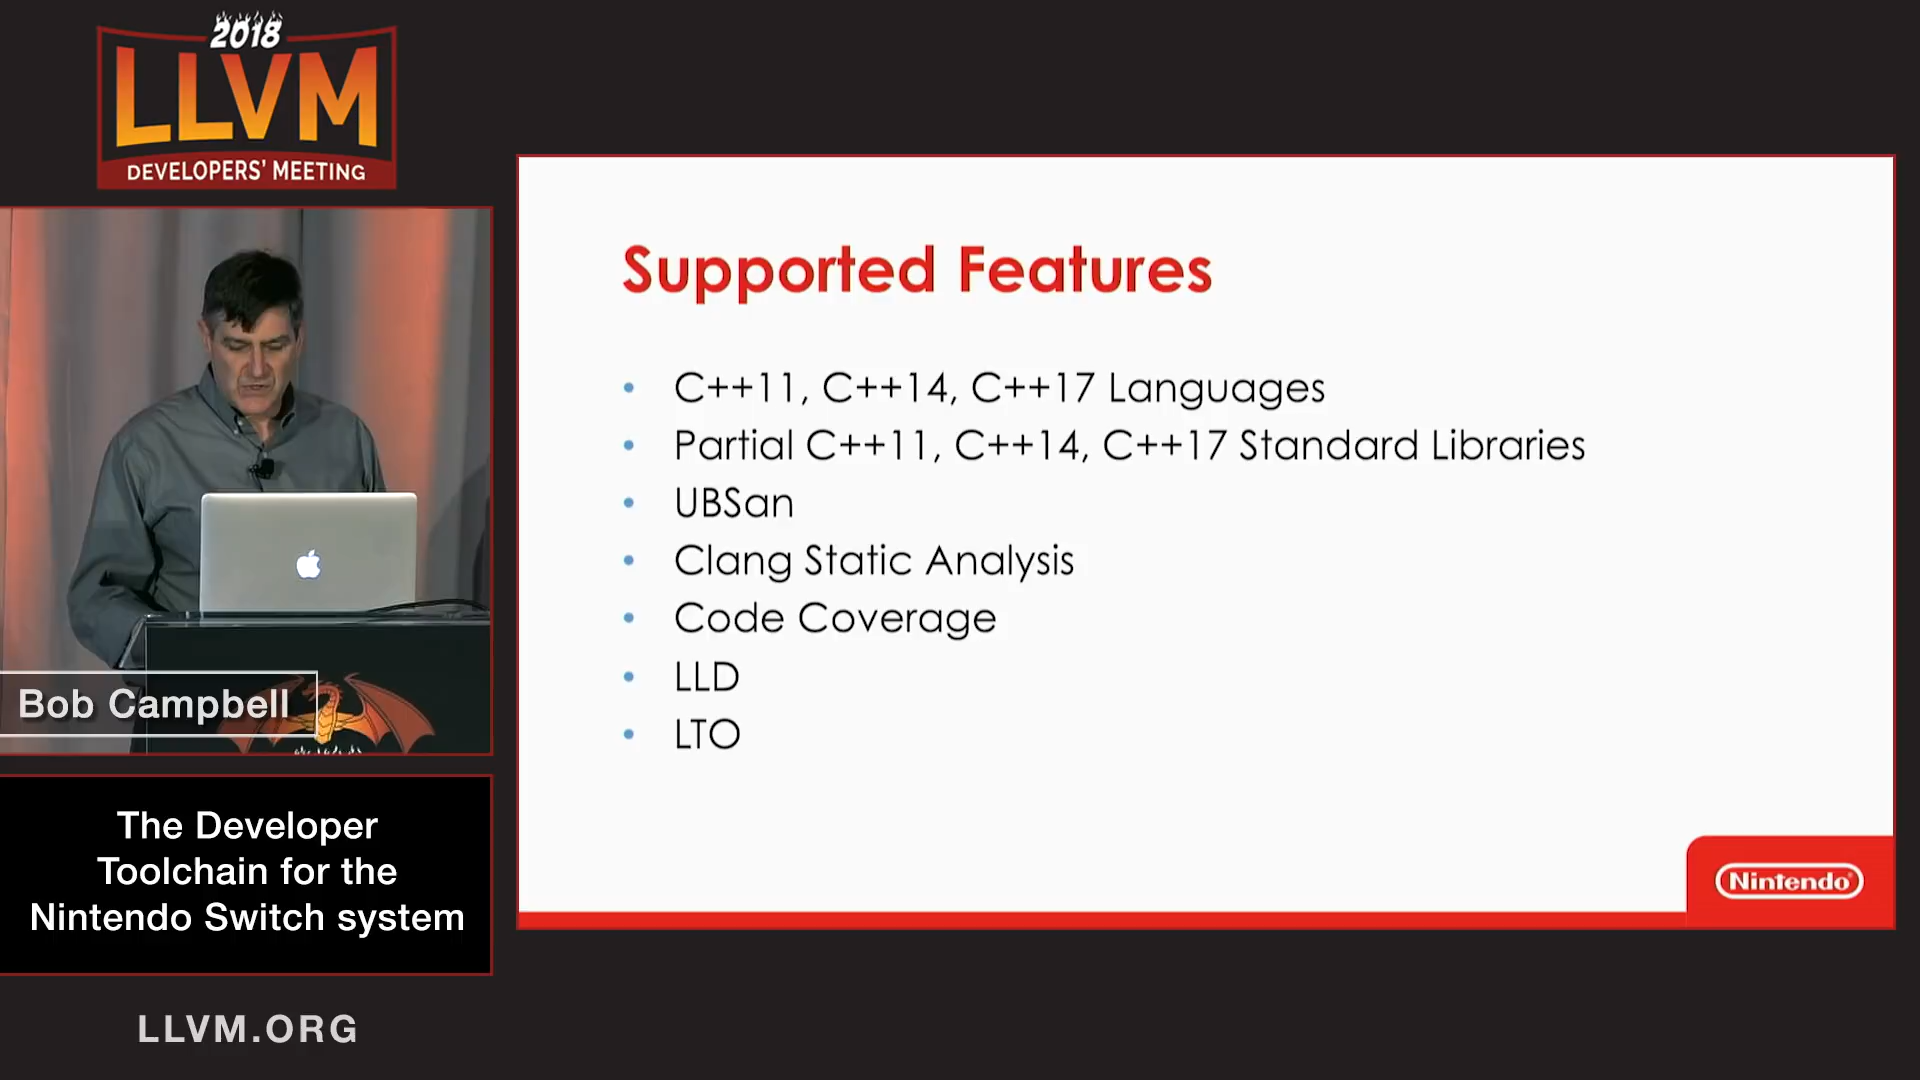 2018
LLVM
DEVELOPERS' MEETING
Bob Campbell
The Developer
Toolchain for the
Nintendo Switch system
LLVM.ORG
Supported Features
• C++11, C++14, C++17 Languages
• Partial C++11, C++14, C++17 Standard Libraries
• UBSan
• Clang Static Analysis
• Code Coverage
• LLD
• LTO
Nintendo®